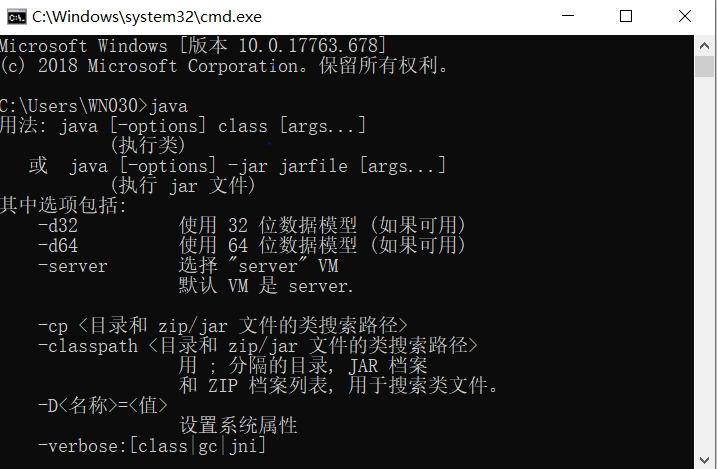 C:\Windows\system32\cmd.exe
Microsoft Windows [版本 10.0.17763.678]
(c) 2018 Microsoft Corporation。保留所有权利。
C:\Users\WN030>java
用法: java [-options] class [args...]
(执行类)
或  java [-options] -jar jarfile [args...]
(执行 jar 文件)
其中选项包括:
-d32 使用 32 位数据模型 (如果可用)
-d64 使用 64 位数据模型 (如果可用)
-server 选择 "server" VM
默认 VM 是 server.
-cp <目录和 zip/jar 文件的类搜索路径>
-classpath <目录和 zip/jar 文件的类搜索路径>
用 ; 分隔的目录, JAR 档案
和 ZIP 档案列表, 用于搜索类文件。
-D<名称>=<值>
设置系统属性
-verbose:[class|gc|jni]